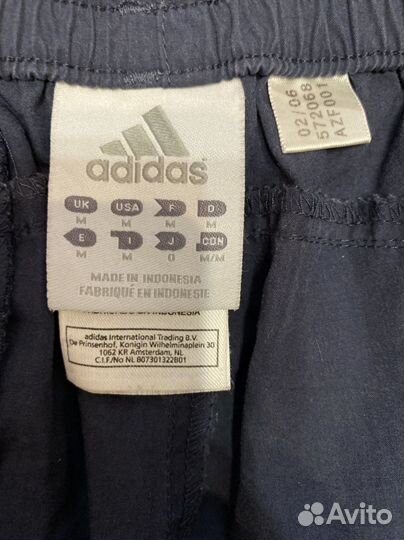 adidas
UK USA F D
M M M M
E I J CDN
M M O M/M
MADE IN INDONESIA
FABRIQUÉ EN INDONESIE
adidas International Trading B.V.
De Prinsenhof, Konigin Wilhelminaplein 30
1062 KR Amsterdam, NL
C.I.F/No NL 807301322B01
02/06
572068
AZF001
Avito